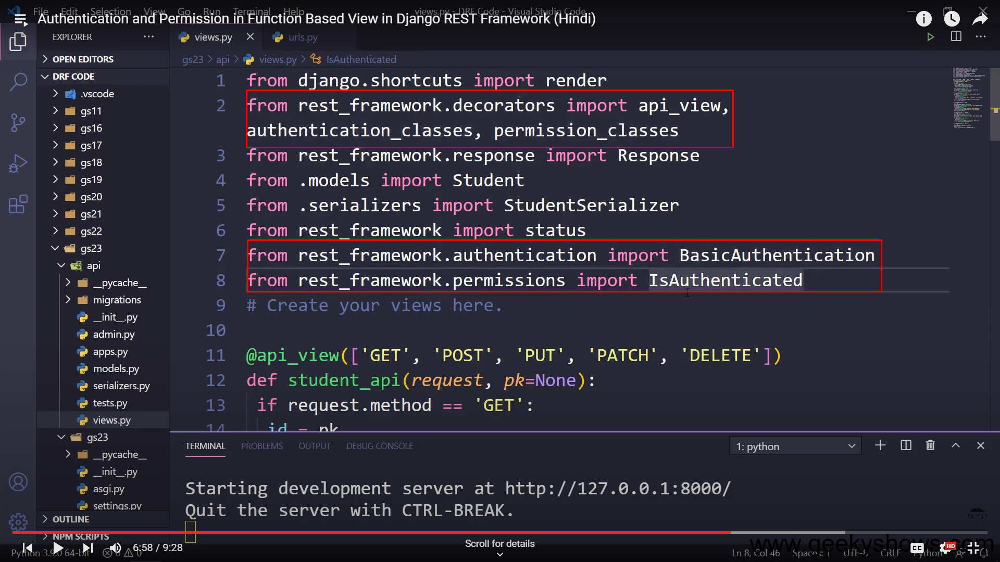 File Edit Selection View Go Run Terminal Help
views.py - DRF Code - Visual Studio Code
Authentication and Permission in Function Based View in Django REST Framework (Hindi)
EXPLORER
views.py
urls.py
OPEN EDITORS
gs23 > api > views.py > IsAuthenticated
DRF CODE
.vscode
gs11
gs16
gs17
gs18
gs19
gs20
gs21
gs22
gs23
api
__pycache__
migrations
__init__.py
admin.py
apps.py
models.py
serializers.py
tests.py
views.py
gs23
__pycache__
__init__.py
asgi.py
settings.py
OUTLINE
NPM SCRIPTS
1 from django.shortcuts import render
2 from rest_framework.decorators import api_view,
authentication_classes, permission_classes
3 from rest_framework.response import Response
4 from .models import Student
5 from .serializers import StudentSerializer
6 from rest_framework import status
7 from rest_framework.authentication import BasicAuthentication
8 from rest_framework.permissions import IsAuthenticated
9 # Create your views here.
10
11 @api_view(['GET', 'POST', 'PUT', 'PATCH', 'DELETE'])
12 def student_api(request, pk=None):
13 if request.method == 'GET':
14 id = pk
TERMINAL PROBLEMS OUTPUT DEBUG CONSOLE
1: python
Starting development server at http://127.0.0.1:8000/
Quit the server with CTRL-BREAK.
6:58 / 9:28
Scroll for details
www.geekyshows.com
CC
HD
Python 3.9.0 64-bit
0 0
Ln 8, Col 46
Spaces: 1
UTF-8
CRLF
Python